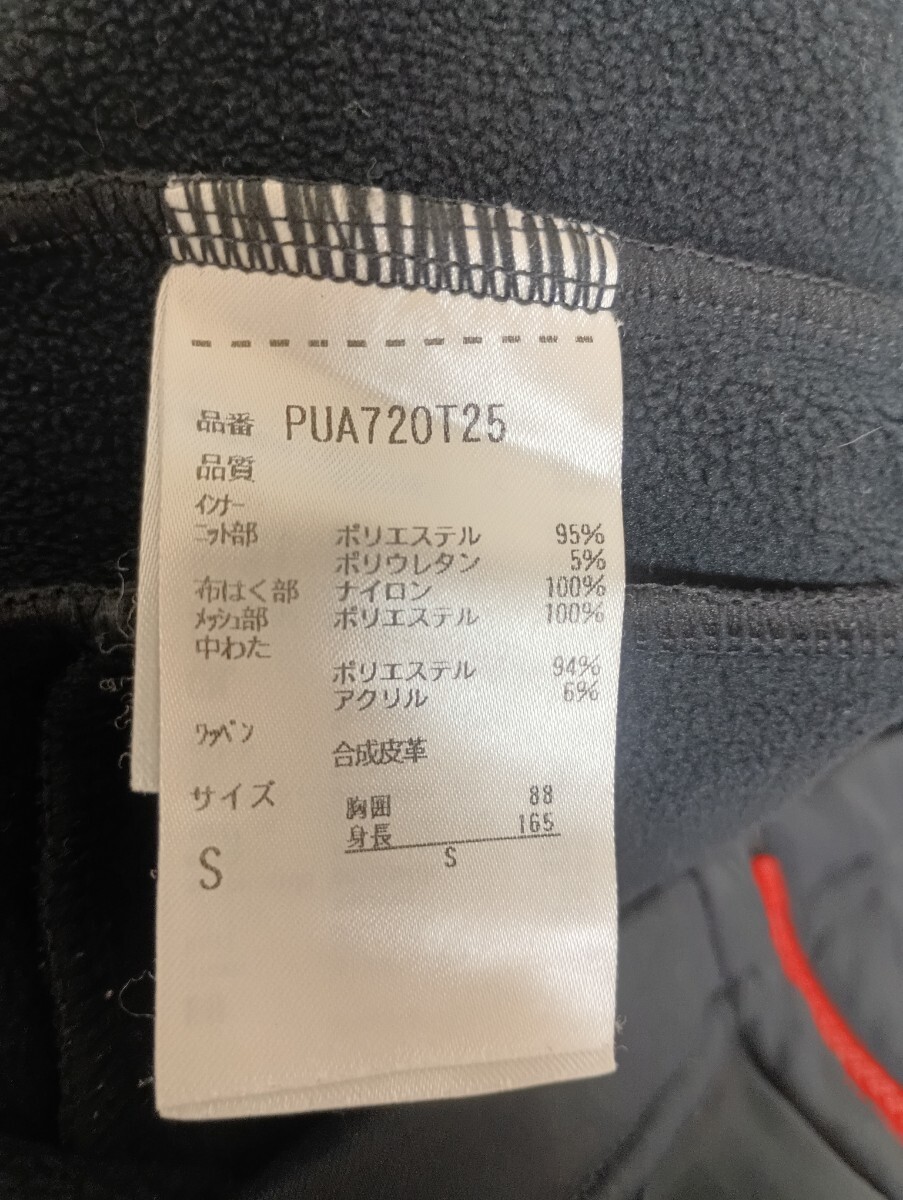 品番 PUA720T25
品質
インナー
ニット部 ポリエステル 95%
ポリウレタン 5%
布はく部 ナイロン 100%
メッシュ部 ポリエステル 100%
中わた
ポリエステル 94%
アクリル 6%
ワッペン 合成皮革
サイズ 胸囲 88
身長 165
S S